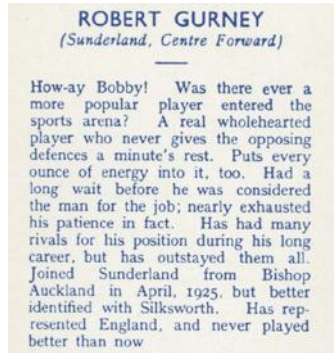 ROBERT GURNEY
(Sunderland, Centre Forward)
How-ay Bobby! Was there ever a
more popular player entered the
sports arena? A real wholehearted
player who never gives the opposing
defences a minute's rest. Puts every
ounce of energy into it, too. Had a
long wait before he was considered
the man for the job; nearly exhausted
his patience in fact. Has had many
rivals for his position during his long
career, but has outstayed them all.
Joined Sunderland from Bishop
Auckland in April, 1925, but better
identified with Silksworth. Has rep-
resented England, and never played
better than now